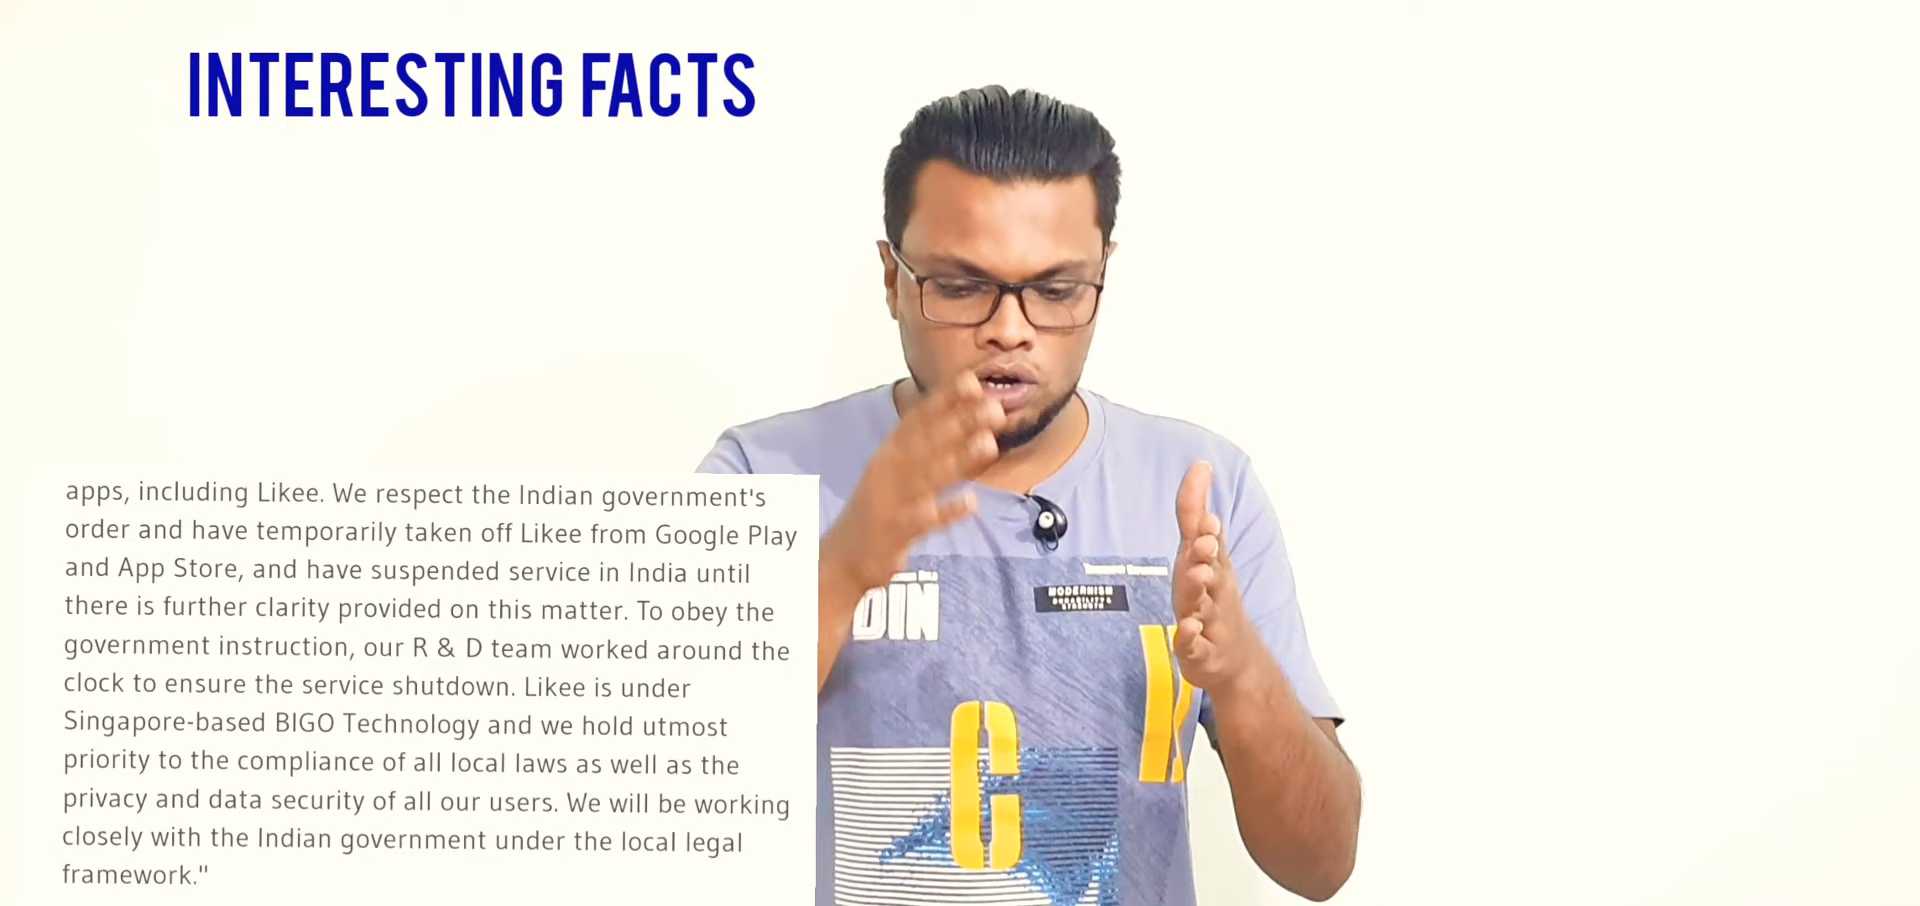 INTERESTING FACTS
apps, including Likee. We respect the Indian government's
order and have temporarily taken off Likee from Google Play
and App Store, and have suspended service in India until
there is further clarity provided on this matter. To obey the
government instruction, our R & D team worked around the
clock to ensure the service shutdown. Likee is under
Singapore-based BIGO Technology and we hold utmost
priority to the compliance of all local laws as well as the
privacy and data security of all our users. We will be working
closely with the Indian government under the local legal
framework."
DIN
MODERNISM
DURABILITY &
STRENGTH
K
C